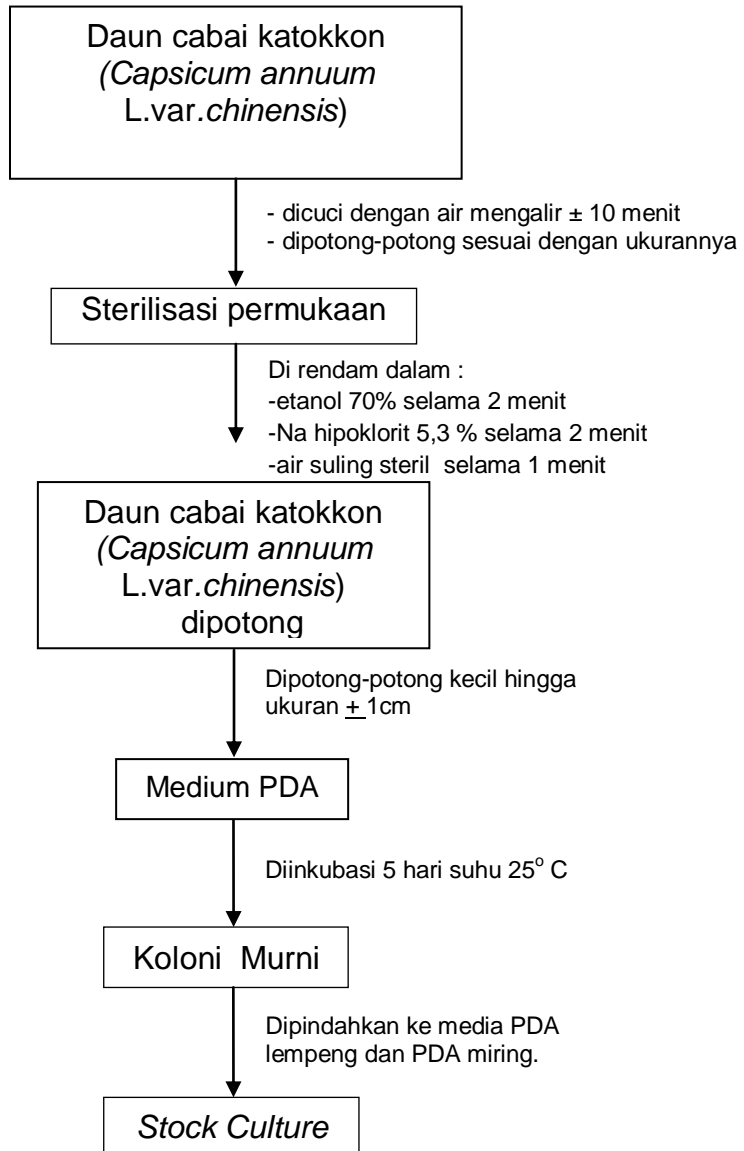 Daun cabai katokkon
(Capsicum annuum
L.var.chinensis)
- dicuci dengan air mengalir ± 10 menit
- dipotong-potong sesuai dengan ukurannya
Sterilisasi permukaan
Di rendam dalam :
-etanol 70% selama 2 menit
-Na hipoklorit 5,3 % selama 2 menit
-air suling steril selama 1 menit
Daun cabai katokkon
(Capsicum annuum
L.var.chinensis)
dipotong
Dipotong-potong kecil hingga
ukuran ± 1cm
Medium PDA
Diinkubasi 5 hari suhu 25° C
Koloni Murni
Dipindahkan ke media PDA
lempeng dan PDA miring.
Stock Culture